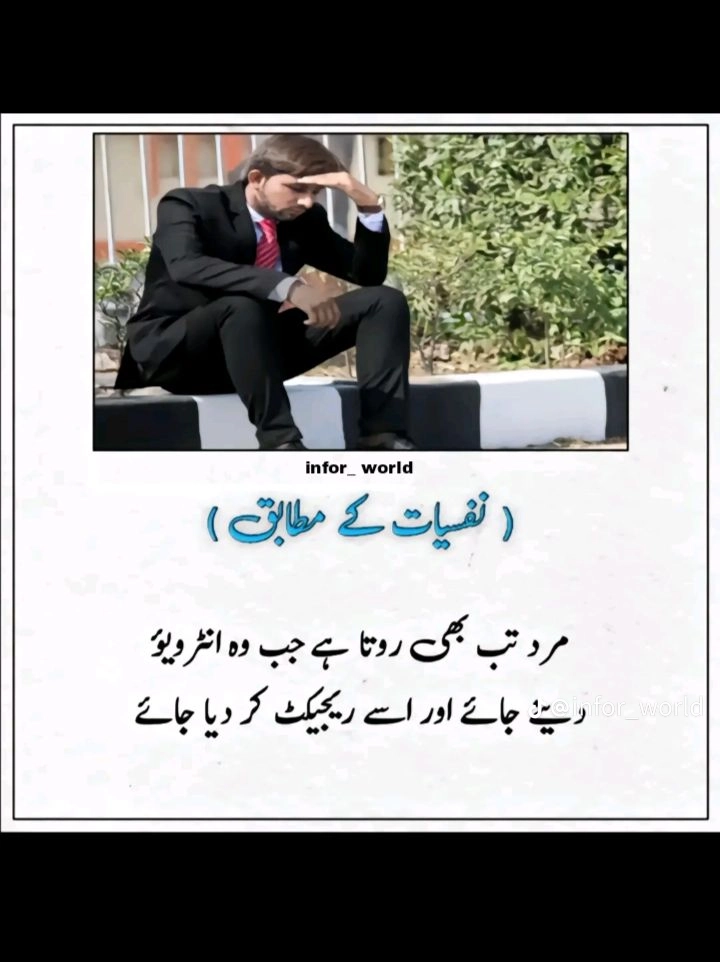 infor_ world
( نفسیات کے مطابق )
مرد تب بھی روتا ہے جب وہ انٹرویؤ
دینے جائے اور اسے ریجیکٹ کر دیا جائے
@infor_world